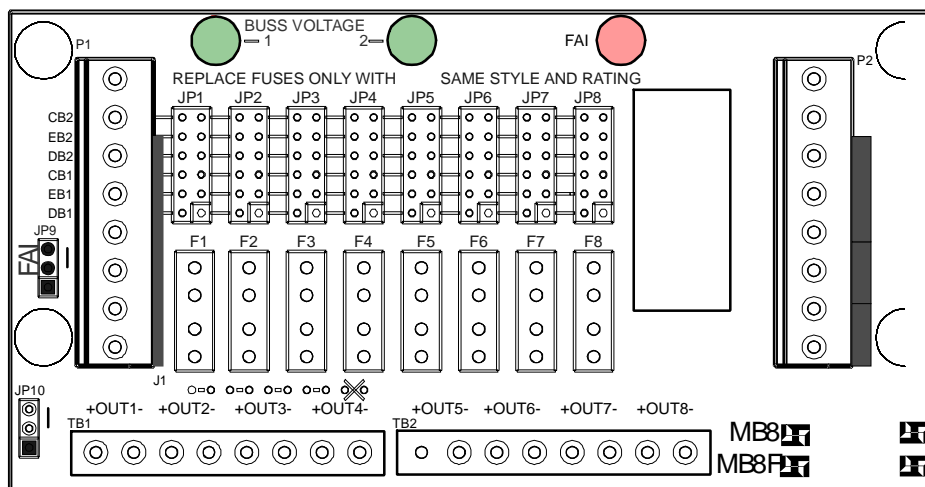 BUSS VOLTAGE
1 2 FAI
P1
P2
REPLACE FUSES ONLY WITH SAME STYLE AND RATING
JP1 JP2 JP3 JP4 JP5 JP6 JP7 JP8
CB2
EB2
DB2
CB1
EB1
DB1
JP9
FAI
F1 F2 F3 F4 F5 F6 F7 F8
J1
JP10
+OUT1- +OUT2- +OUT3- +OUT4- +OUT5- +OUT6- +OUT7- +OUT8-
TB1 TB2
MB8
MB8F